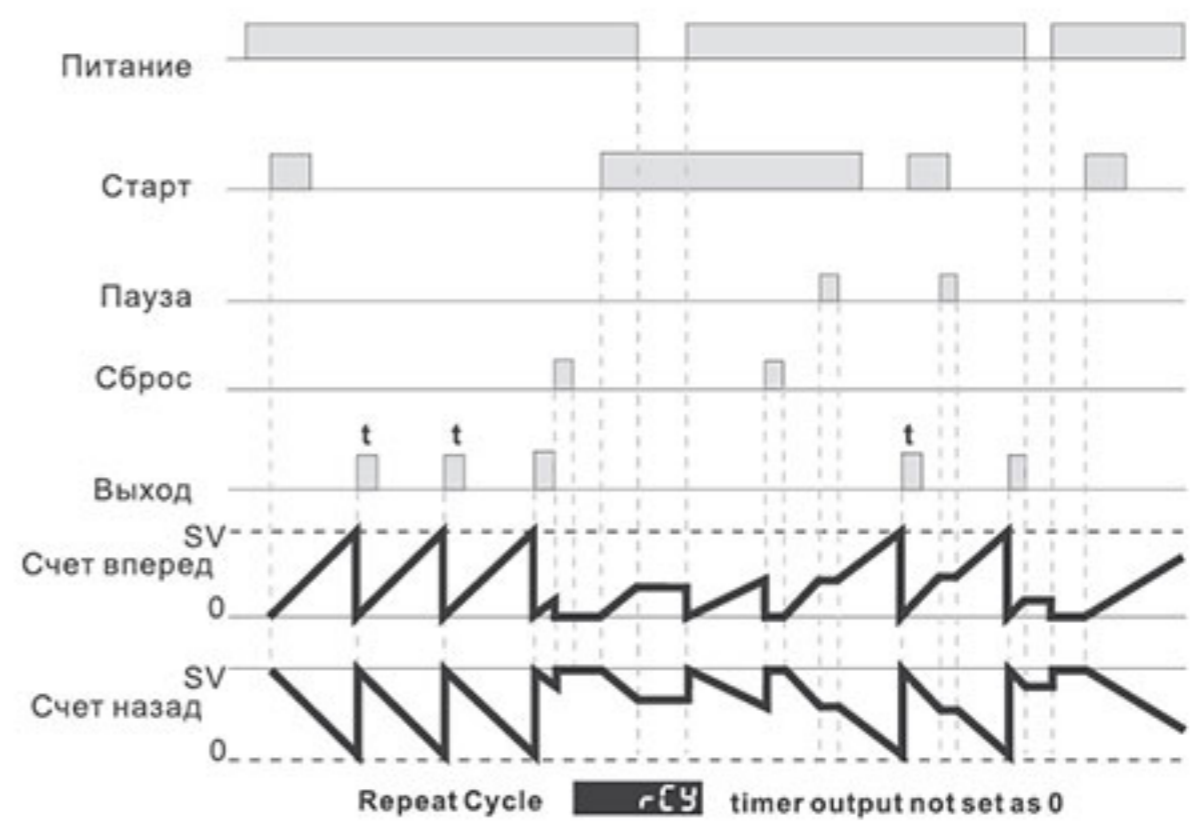 Питание
Старт
Пауза
Сброс
t t t
Выход
SV
Счет вперед
0
SV
Счет назад
0
Repeat Cycle rCY timer output not set as 0